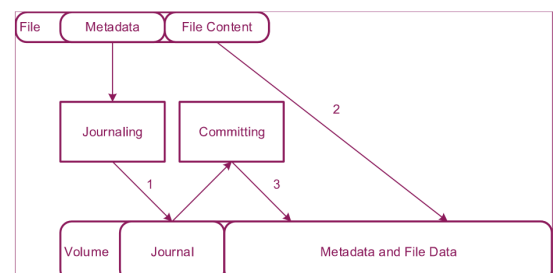 File Metadata File Content
2
Journaling Committing
1 3
Volume Journal Metadata and File Data